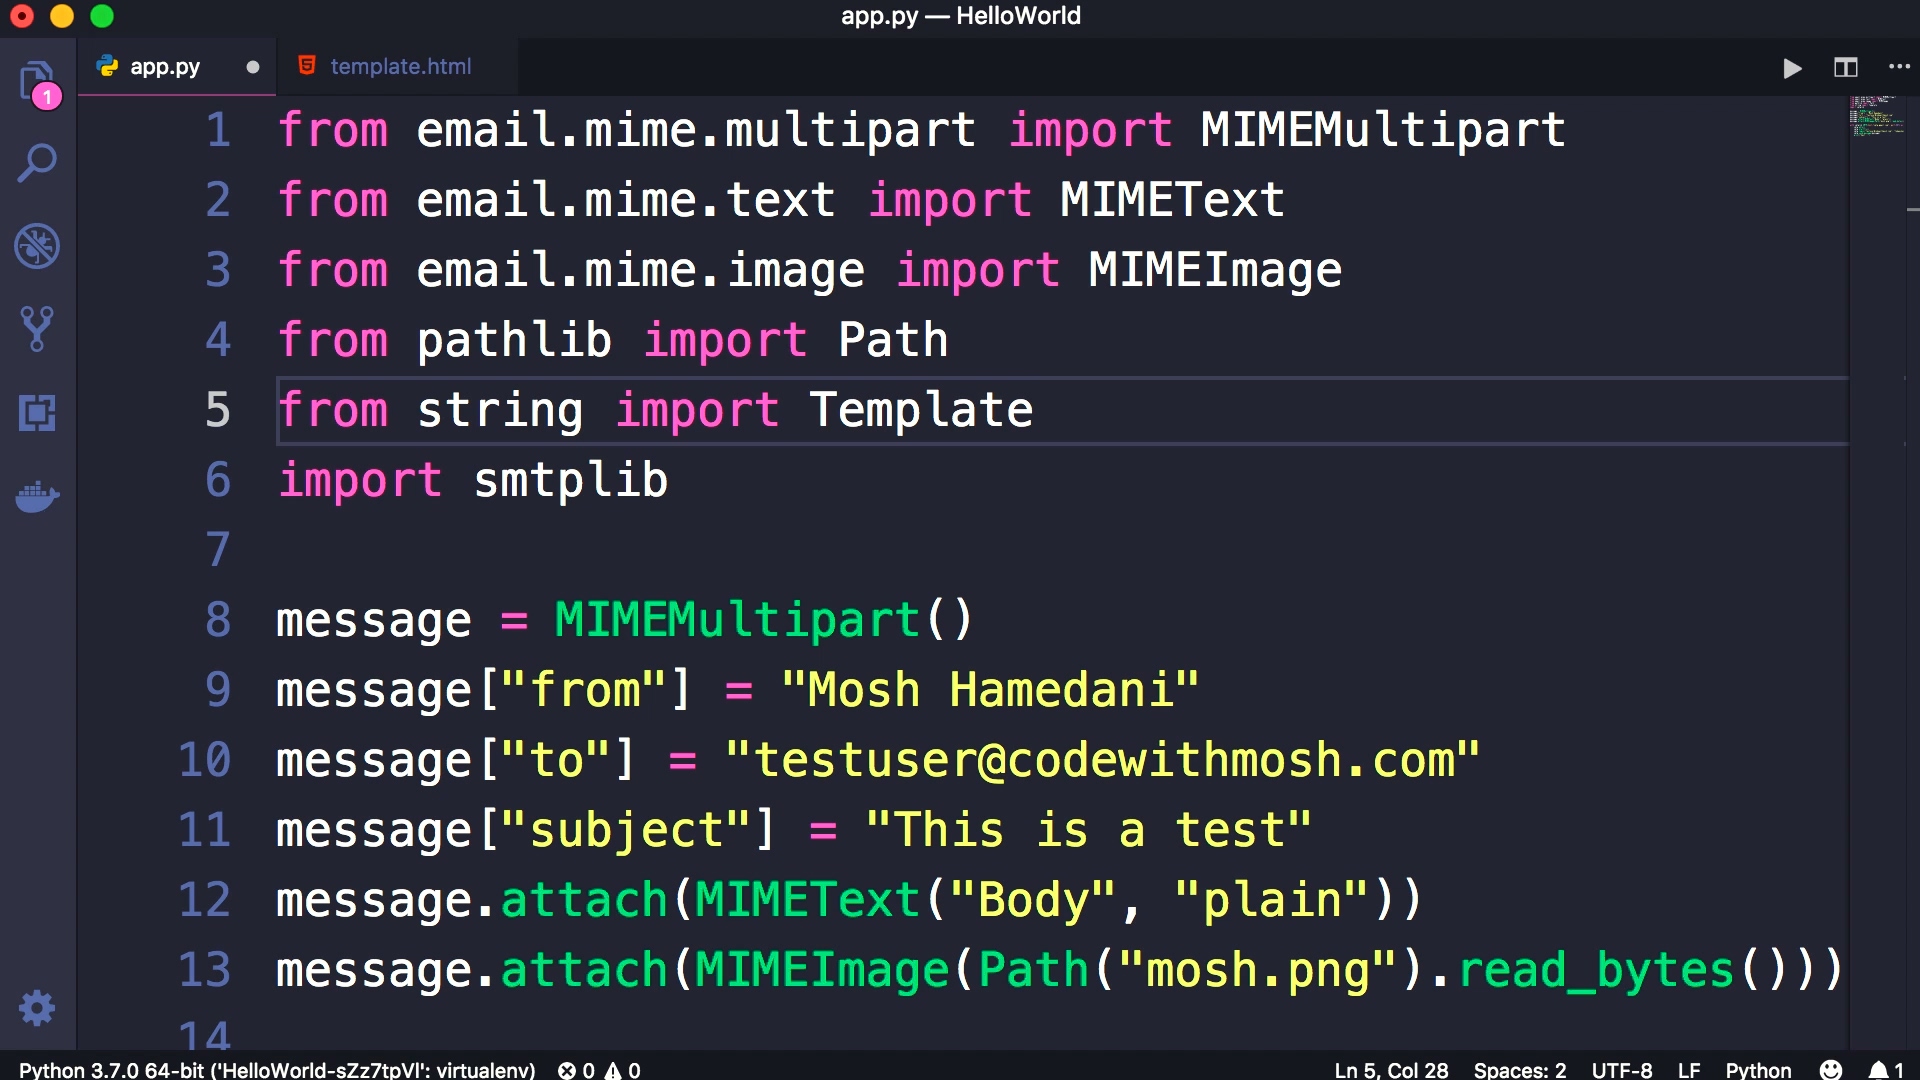 app.py — HelloWorld
app.py
template.html
1
1 from email.mime.multipart import MIMEMultipart
2 from email.mime.text import MIMEText
3 from email.mime.image import MIMEImage
4 from pathlib import Path
5 from string import Template
6 import smtplib
7
8 message = MIMEMultipart()
9 message["from"] = "Mosh Hamedani"
10 message["to"] = "testuser@codewithmosh.com"
11 message["subject"] = "This is a test"
12 message.attach(MIMEText("Body", "plain"))
13 message.attach(MIMEImage(Path("mosh.png").read_bytes()))
14
Python 3.7.0 64-bit ('HelloWorld-sZz7tpVl': virtualenv) 0 0 Ln 5, Col 28 Spaces: 2 UTF-8 LF Python 1